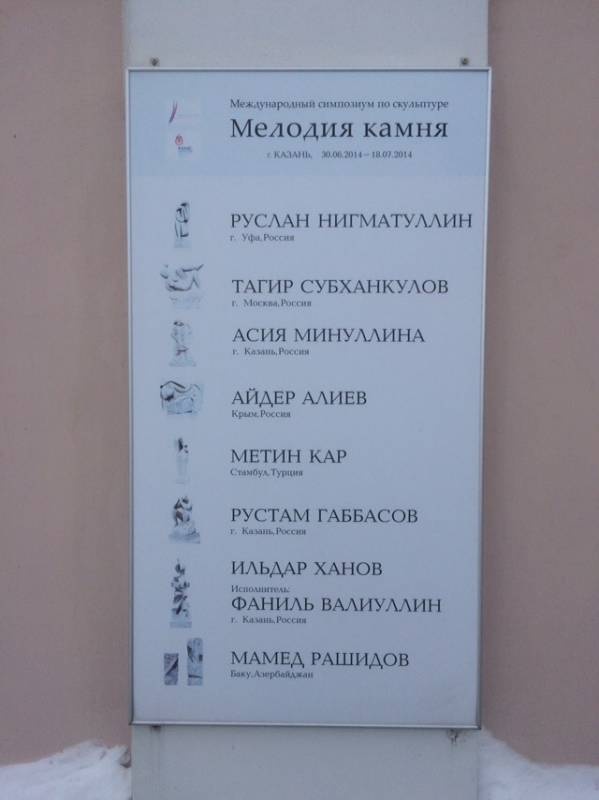 Международный симпозиум по скульптуре
Мелодия камня
г. КАЗАНЬ, 30.06.2014 – 18.07.2014
РУСЛАН НИГМАТУЛЛИН
г. Уфа,Россия
ТАГИР СУБХАНКУЛОВ
г. Москва,Россия
АСИЯ МИНУЛЛИНА
г. Казань,Россия
АЙДЕР АЛИЕВ
Крым,Россия
МЕТИН КАР
Стамбул,Турция
РУСТАМ ГАББАСОВ
г. Казань,Россия
ИЛЬДАР ХАНОВ
Исполнитель:
ФАНИЛЬ ВАЛИУЛЛИН
г. Казань,Россия
МАМЕД РАШИДОВ
Баку,Азербайджан